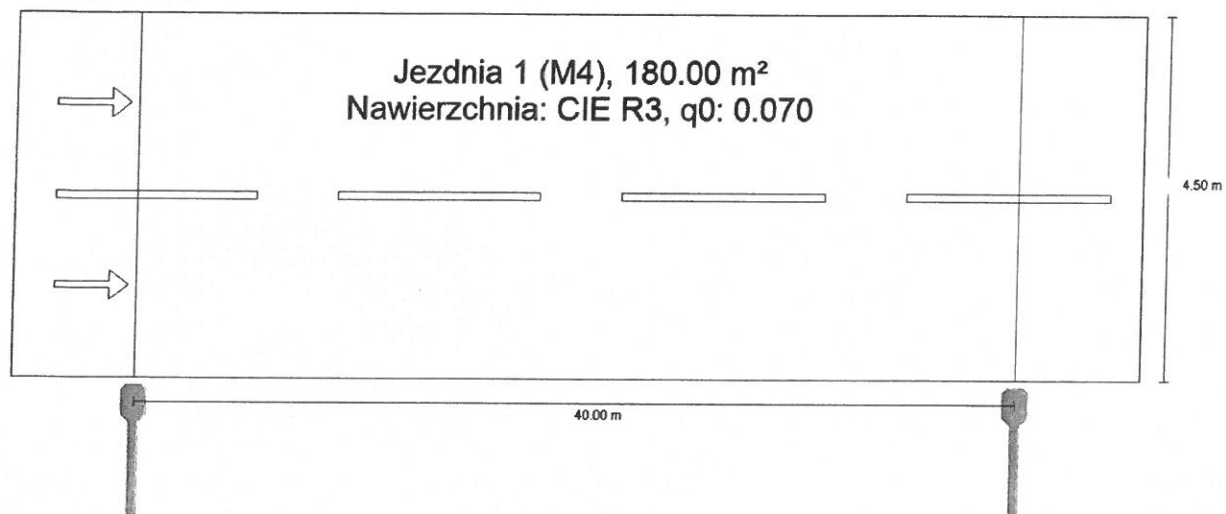 Jezdnia 1 (M4), 180.00 m²
Nawierzchnia: CIE R3, q0: 0.070
4.50 m
40.00 m